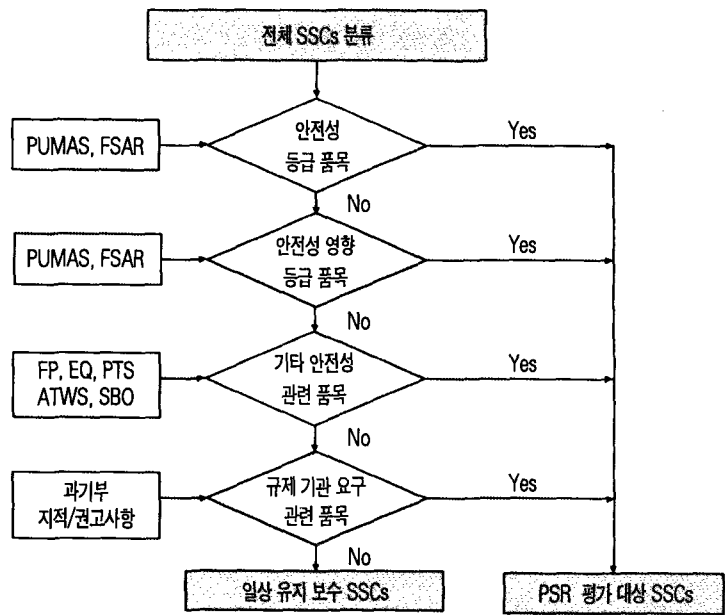 전체 SSCs 분류
PUMAS, FSAR
안전성
등급 품목
Yes
No
PUMAS, FSAR
안전성 영향
등급 품목
Yes
No
FP, EQ, PTS
ATWS, SBO
기타 안전성
관련 품목
Yes
No
과기부
지적/권고사항
규제 기관 요구
관련 품목
Yes
No
일상 유지 보수 SSCs
PSR 평가 대상 SSCs